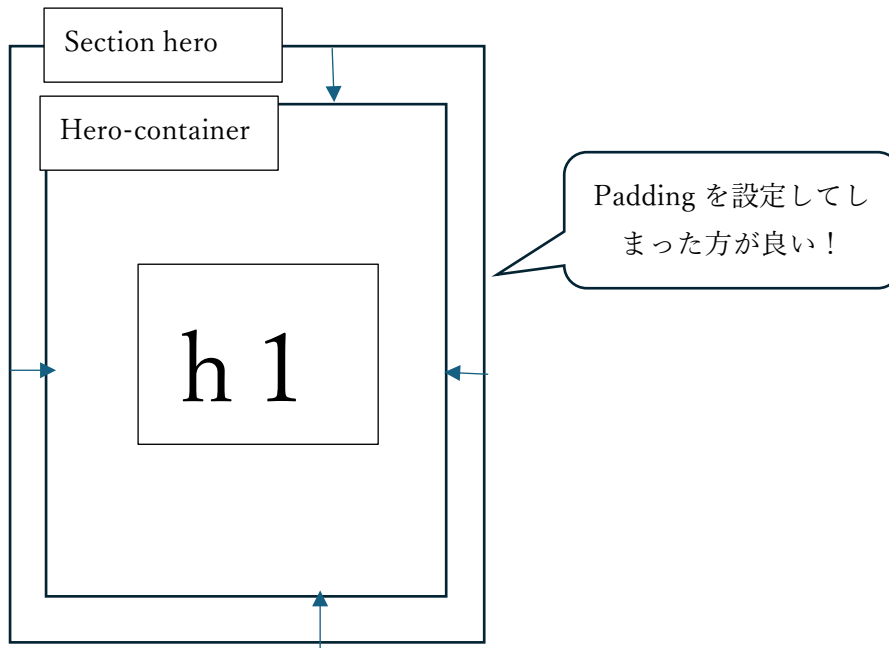 Section hero
Hero-container
Padding を設定してし
まった方が良い！
h 1